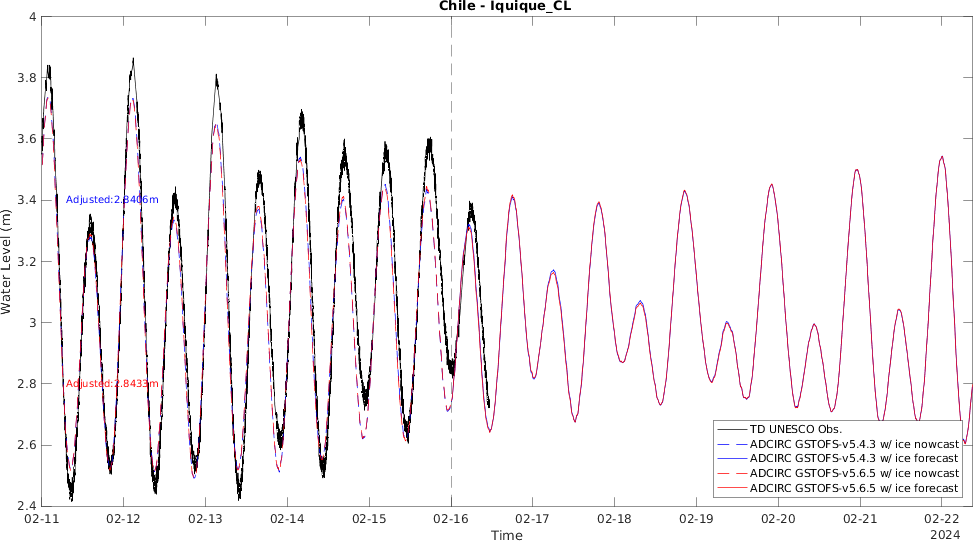 Chile - Iquique_CL
Water Level (m)
4
3.8
3.6
3.4
3.2
3
2.8
2.6
2.4
Adjusted:2.8406m
Adjusted:2.8433m
TD UNESCO Obs.
ADCIRC GSTOFS-v5.4.3 w/ ice nowcast
ADCIRC GSTOFS-v5.4.3 w/ ice forecast
ADCIRC GSTOFS-v5.6.5 w/ ice nowcast
ADCIRC GSTOFS-v5.6.5 w/ ice forecast
02-11 02-12 02-13 02-14 02-15 02-16 02-17 02-18 02-19 02-20 02-21 02-22
2024
Time